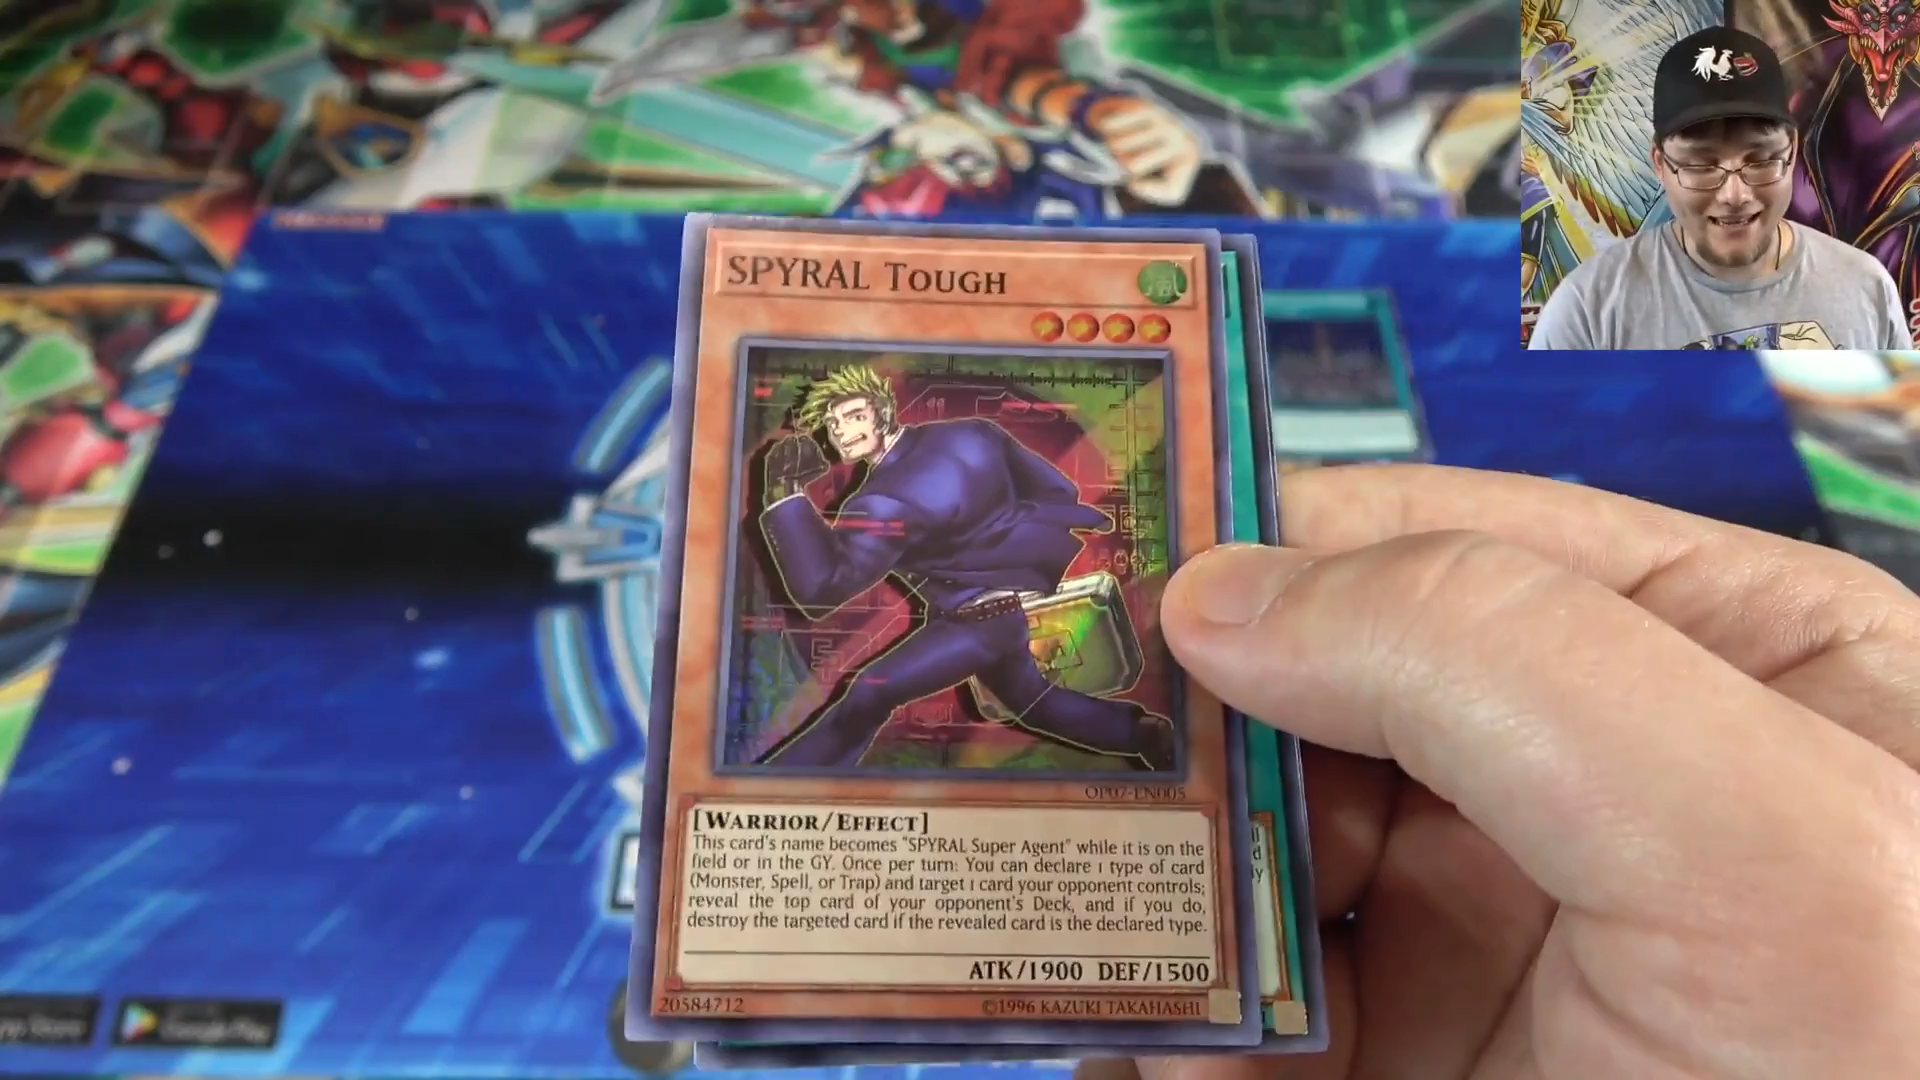 SPYRAL TOUGH
OP07-EN005
[WARRIOR/EFFECT]
This card's name becomes "SPYRAL Super Agent" while it is on the
field or in the GY. Once per turn: You can declare 1 type of card
(Monster, Spell, or Trap) and target 1 card your opponent controls;
reveal the top card of your opponent's Deck, and if you do,
destroy the targeted card if the revealed card is the declared type.
ATK/1900 DEF/1500
20584712
©1996 KAZUKI TAKAHASHI
Google Play